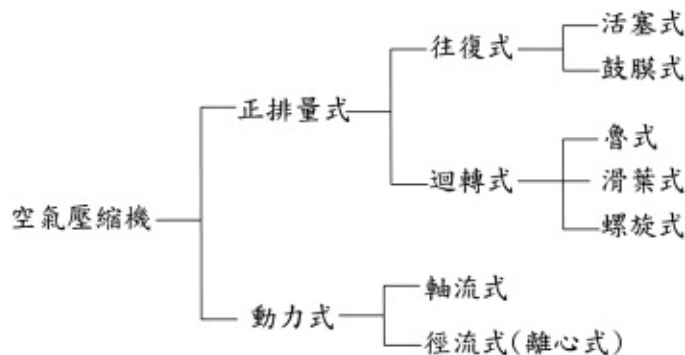 活塞式
往復式
鼓膜式
正排量式
魯式
迴轉式
滑葉式
螺旋式
空氣壓縮機
軸流式
動力式
徑流式(離心式)